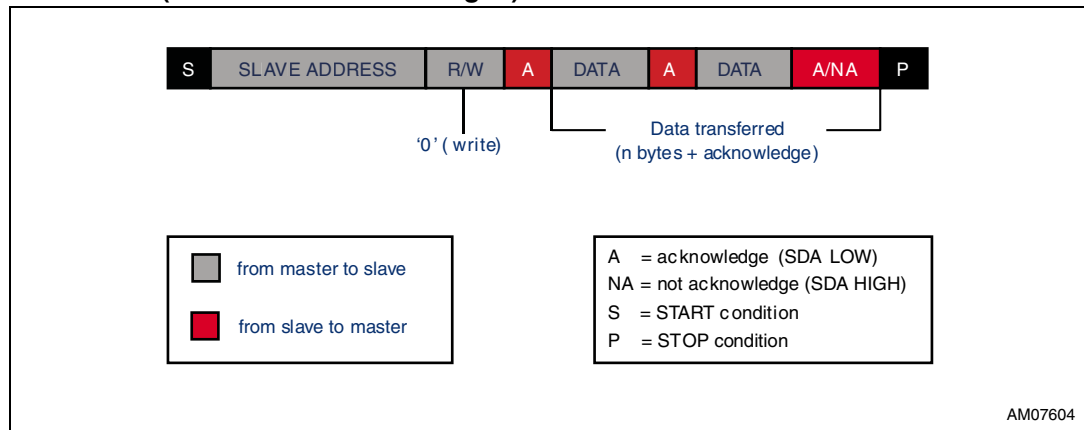 S SLAVE ADDRESS R/W A DATA A DATA A/NA P
‘0’ ( write)
Data transferred
(n bytes + acknowledge)
from master to slave
from slave to master
A = acknowledge (SDA LOW)
NA = not acknowledge (SDA HIGH)
S = START condition
P = STOP condition
AM07604